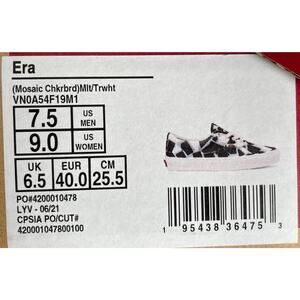 Era
(Mosaic Chkrbrd)Mlt/Trwht
VN0A54F19M1
7.5 US MEN
9.0 US WOMEN
UK EUR CM
6.5 40.0 25.5
PO#4200010478
LYV - 06/21
CPSIA PO/CUT#
420001047800100
1 95438 36475 3